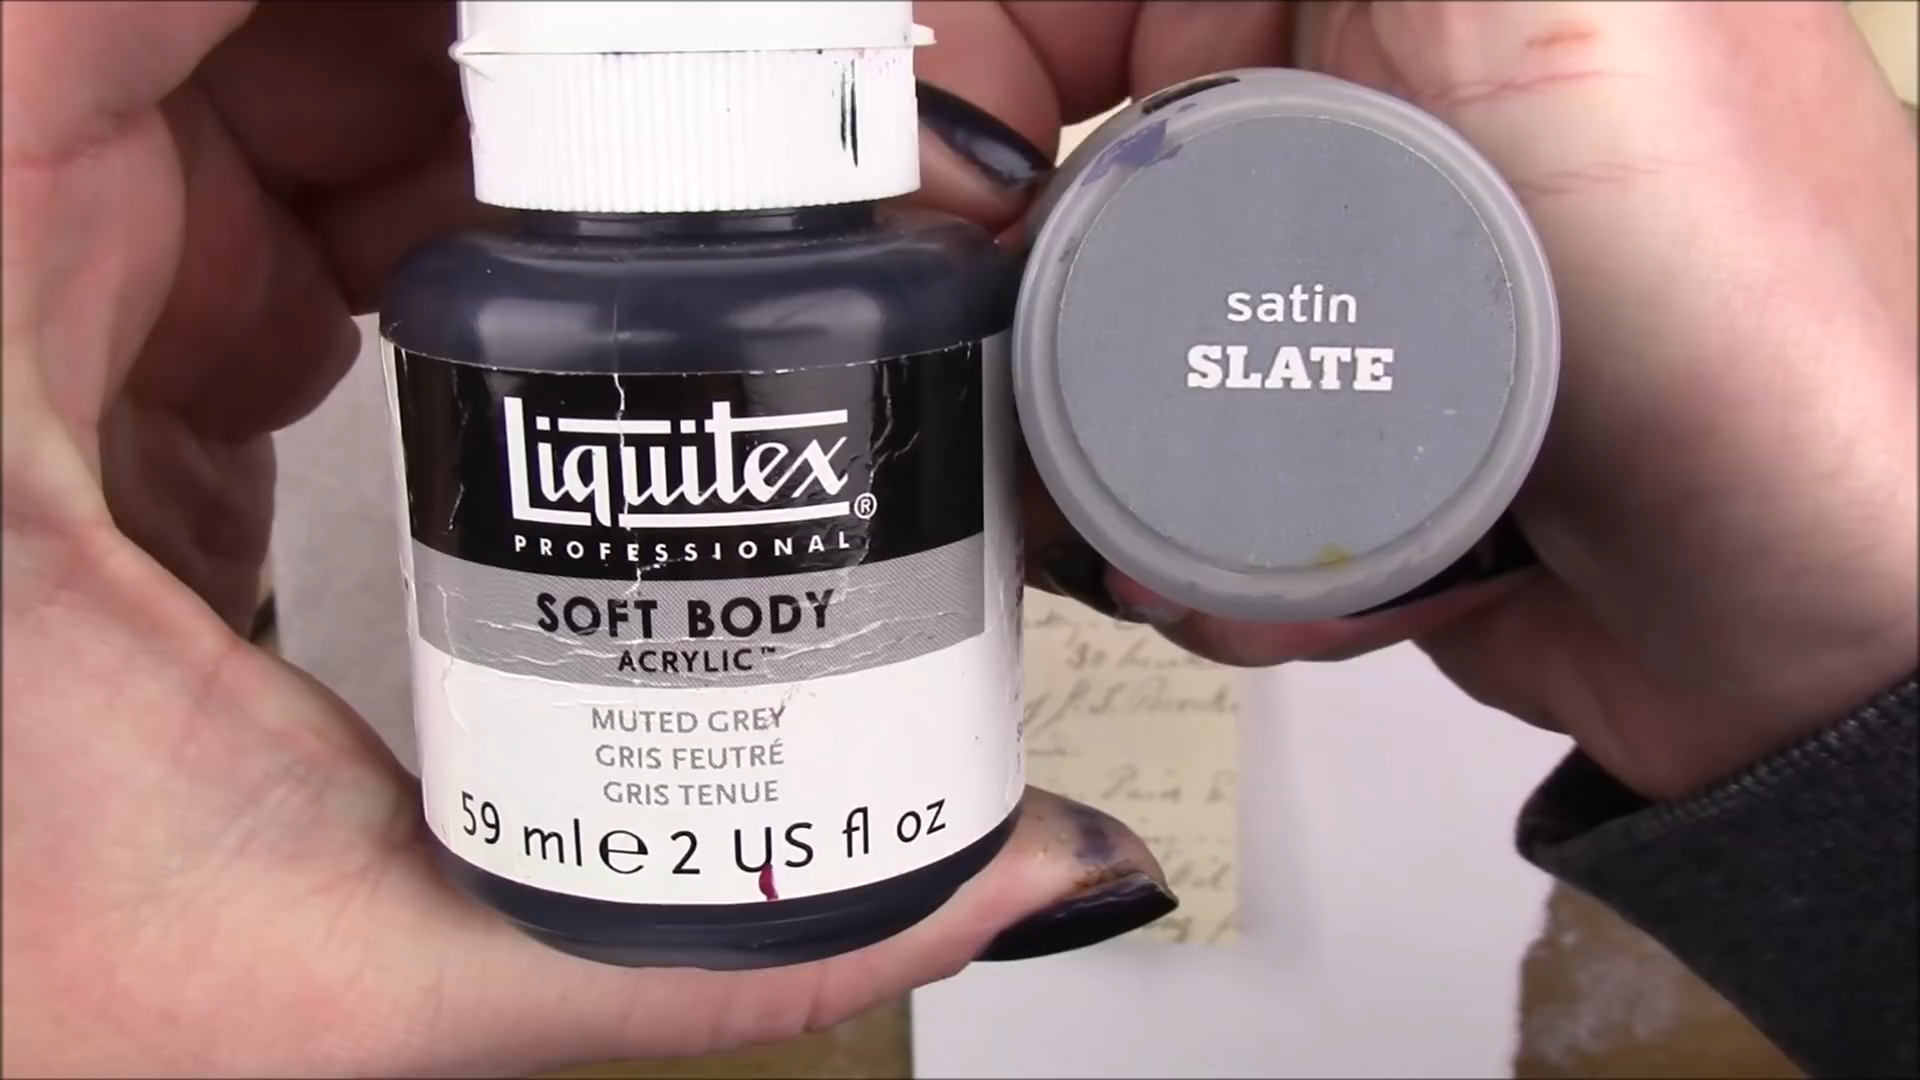 Liquitex®
PROFESSIONAL
SOFT BODY
ACRYLIC™
MUTED GREY
GRIS FEUTRÉ
GRIS TENUE
59 ml e 2 US fl oz
satin
SLATE